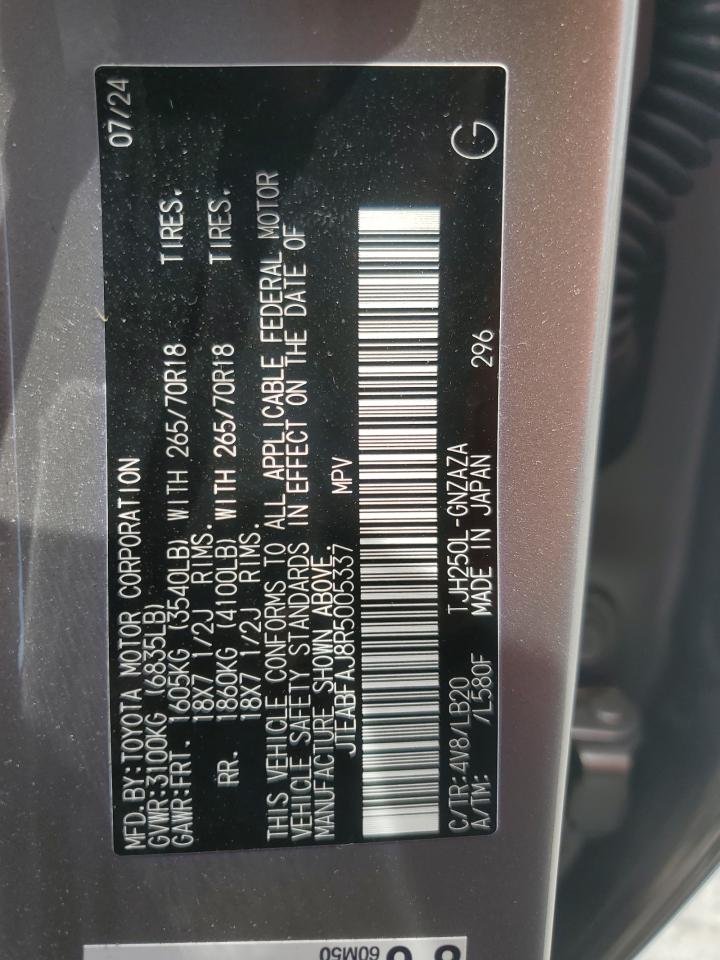 MFD.BY:TOYOTA MOTOR CORPORATION 07/24
GVWR:3100KG (6835LB)
GAWR:FRT. 1605KG (3540LB) WITH 265/70R18 TIRES.
18X7 1/2J RIMS.
RR. 1860KG (4100LB) WITH 265/70R18 TIRES.
18X7 1/2J RIMS.
THIS VEHICLE CONFORMS TO ALL APPLICABLE FEDERAL MOTOR
VEHICLE SAFETY STANDARDS IN EFFECT ON THE DATE OF
MANUFACTURE SHOWN ABOVE.
JTEABFAJ8R5005337 MPV
C/TR:4V8/LB20 TJH250L-GNZAZA G
A/TM: /L580F MADE IN JAPAN 296
60M50